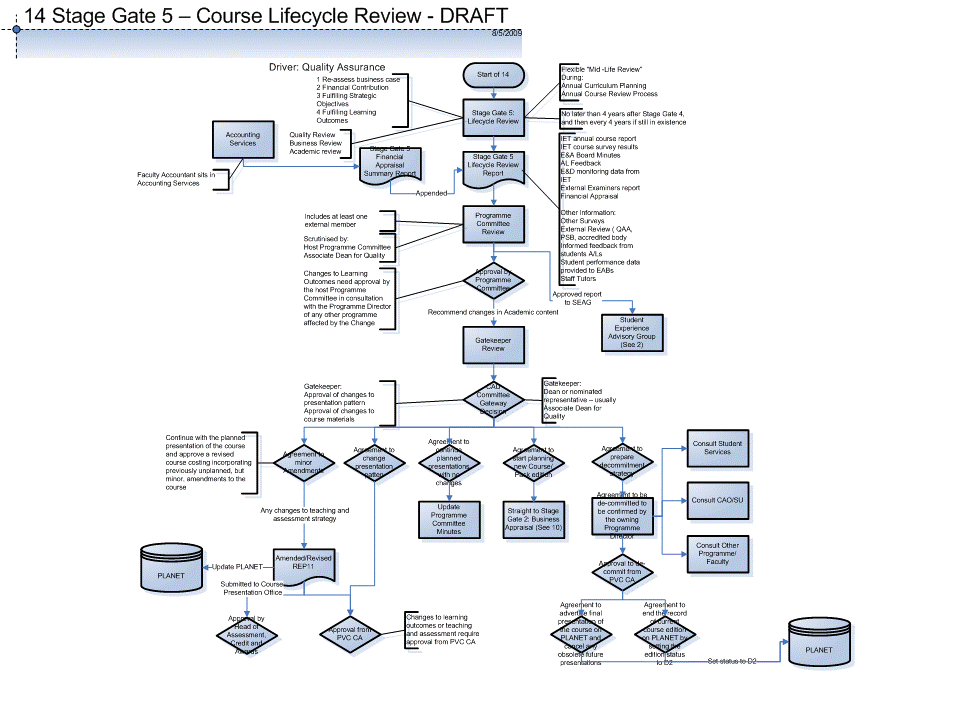 14 Stage Gate 5 – Course Lifecycle Review - DRAFT
8/5/2009
Driver: Quality Assurance
1 Re-assess business case
2 Financial Contribution
3 Fulfilling Strategic
Objectives
4 Fulfilling Learning
Outcomes
Start of 14
Flexible "Mid -Life Review"
During:
Annual Curriculum Planning
Annual Course Review Process
Stage Gate 5:
Lifecycle Review
No later than 4 years after Stage Gate 4,
and then every 4 years if still in existence
Accounting
Services
Quality Review
Business Review
Academic review
Stage Gate 5
Financial
Appraisal
Summary Report
Stage Gate 5
Lifecycle Review
Report
IET annual course report
IET course survey results
E&A Board Minutes
AL Feedback
E&D monitoring data from
IET
External Examiners report
Financial Appraisal
Other Information:
Other Surveys
External Review ( QAA,
PSB, accredited body
Informed feedback from
students A/Ls
Student performance data
provided to EABs
Staff Tutors
Faculty Accountant sits in
Accounting Services
Appended
Includes at least one
external member
Programme
Committee
Review
Scrutinised by:
Host Programme Committee
Associate Dean for Quality
Changes to Learning
Outcomes need approval by
the host Programme
Committee in consultation
with the Programme Director
of any other programme
affected by the Change
Approval by
Programme
Committee
Approved report
to SEAG
Recommend changes in Academic content
Student
Experience
Advisory Group
(See 2)
Gatekeeper
Review
Gatekeeper:
Approval of changes to
presentation pattern
Approval of changes to
course materials
CAU
Committee
Gateway
Decision
Gatekeeper:
Dean or nominated
representative – usually
Associate Dean for
Quality
Continue with the planned
presentation of the course
and approve a revised
course costing incorporating
previously unplanned, but
minor, amendments to the
course
Agreement to
minor
Amendments
Agreement to
change
presentation
pattern
Agreement to
continue
planned
presentations
with no
changes
Agreement to
start planning
new Course/
Pack edition
Agreement to
prepare
decommitment
strategy
Consult Student
Services
Consult CAO/SU
Consult Other
Programme/
Faculty
Any changes to teaching and
assessment strategy
Update
Programme
Committee
Minutes
Straight to Stage
Gate 2: Business
Appraisal (See 10)
Agreement to be
de-committed to
be confirmed by
the owning
Programme
Director
PLANET
Update PLANET
Amended/Revised
REP11
Approval to de-
commit from
PVC CA
Submitted to Course
Presentation Office
Approval by
Head of
Assessment,
Credit and
Awards
Approval from
PVC CA
Changes to learning
outcomes or teaching
and assessment require
approval from PVC CA
Agreement to
advertise final
presentation of
the course on
PLANET and
cancel any
obsolete future
presentations
Agreement to
end the record
of current
course edition
on PLANET by
setting the
edition status
to D2
Set status to D2
PLANET